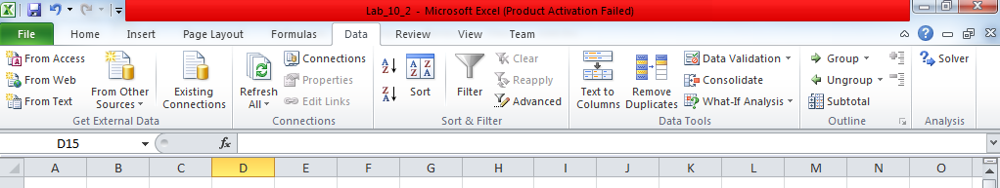 Lab_10_2 - Microsoft Excel (Product Activation Failed)
File Home Insert Page Layout Formulas Data Review View Team
From Access
From Web
From Text
From Other Sources
Existing Connections
Get External Data
Refresh All
Connections
Properties
Edit Links
Connections
Sort
Filter
Clear
Reapply
Advanced
Sort & Filter
Text to Columns
Remove Duplicates
Data Validation
Consolidate
What-If Analysis
Data Tools
Group
Ungroup
Subtotal
Outline
Solver
Analysis
D15 fx
A B C D E F G H I J K L M N O